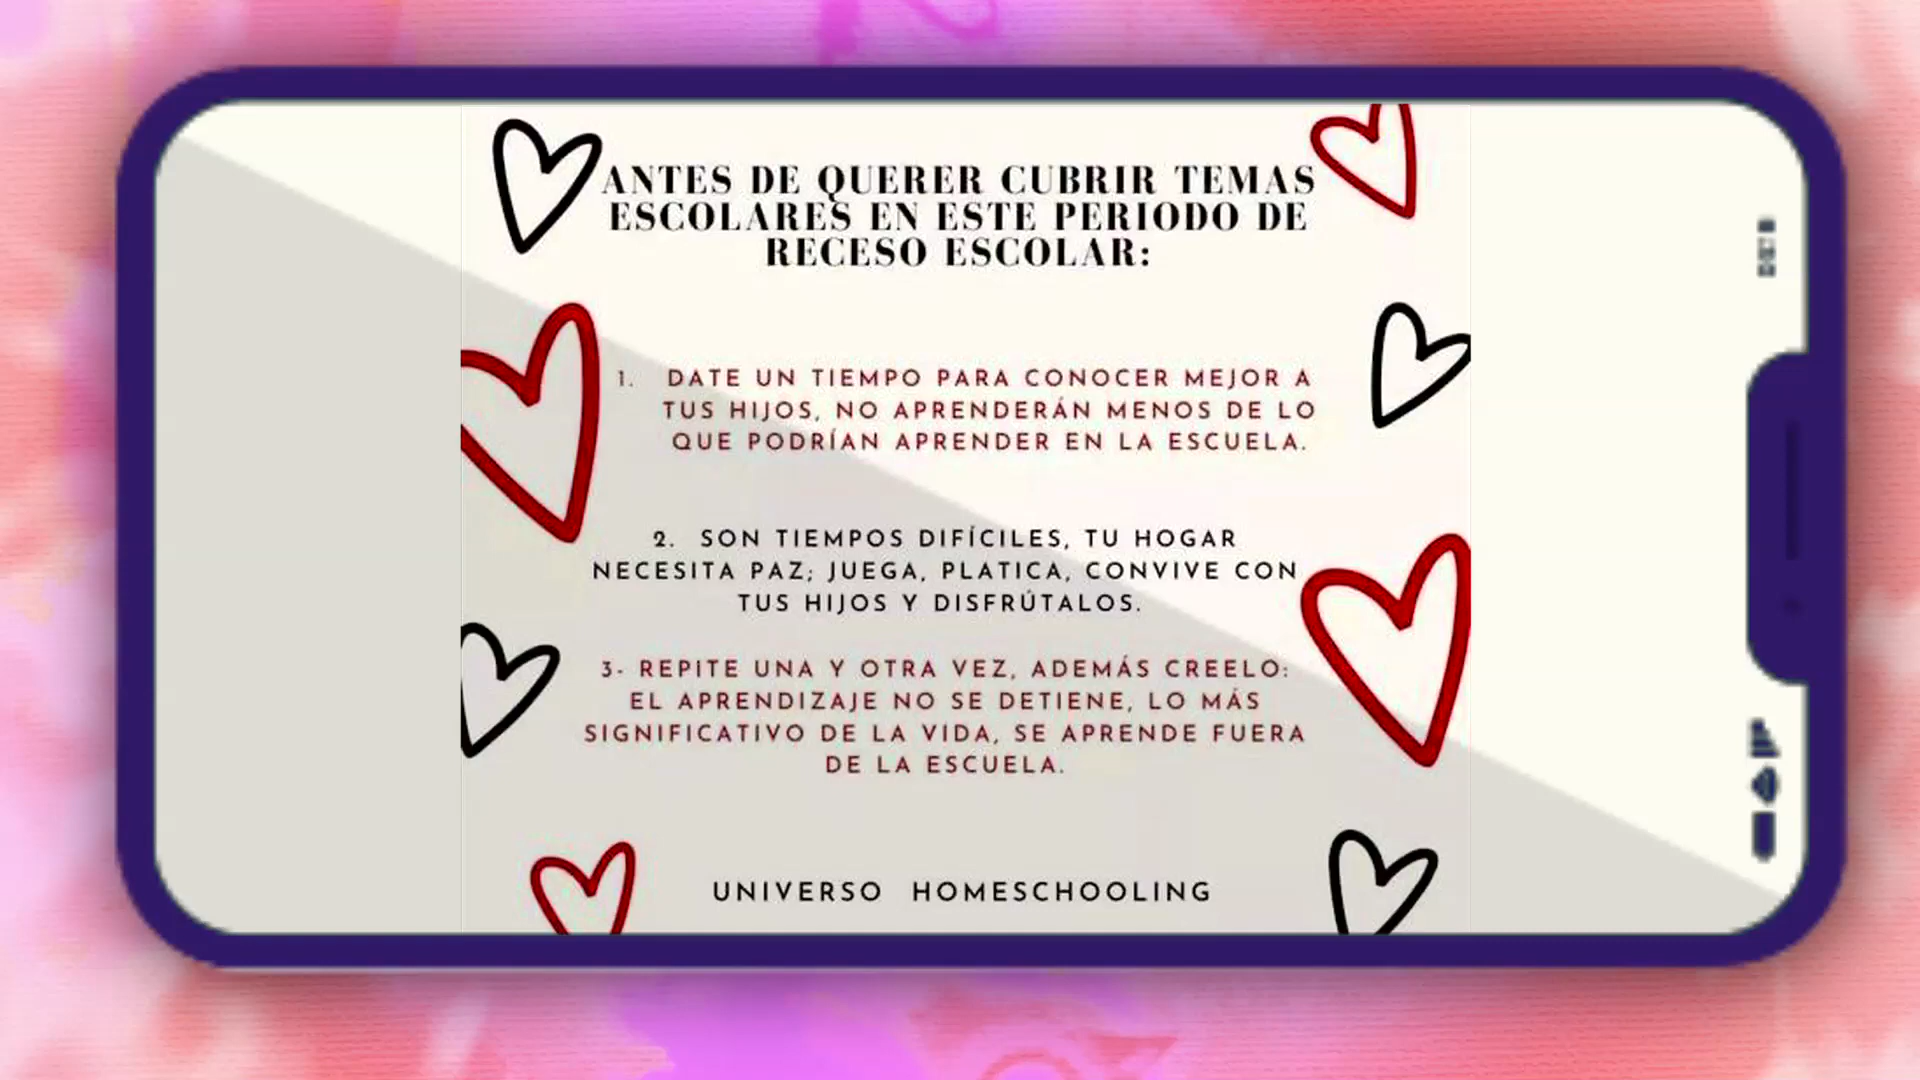 ANTES DE QUERER CUBRIR TEMAS
ESCOLARES EN ESTE PERIODO DE
RECESO ESCOLAR:
1. DATE UN TIEMPO PARA CONOCER MEJOR A
TUS HIJOS, NO APRENDERÁN MENOS DE LO
QUE PODRÍAN APRENDER EN LA ESCUELA.
2. SON TIEMPOS DIFÍCILES, TU HOGAR
NECESITA PAZ; JUEGA, PLATICA, CONVIVE CON
TUS HIJOS Y DISFRÚTALOS.
3- REPITE UNA Y OTRA VEZ, ADEMÁS CREELO:
EL APRENDIZAJE NO SE DETIENE, LO MÁS
SIGNIFICATIVO DE LA VIDA, SE APRENDE FUERA
DE LA ESCUELA.
UNIVERSO HOMESCHOOLING